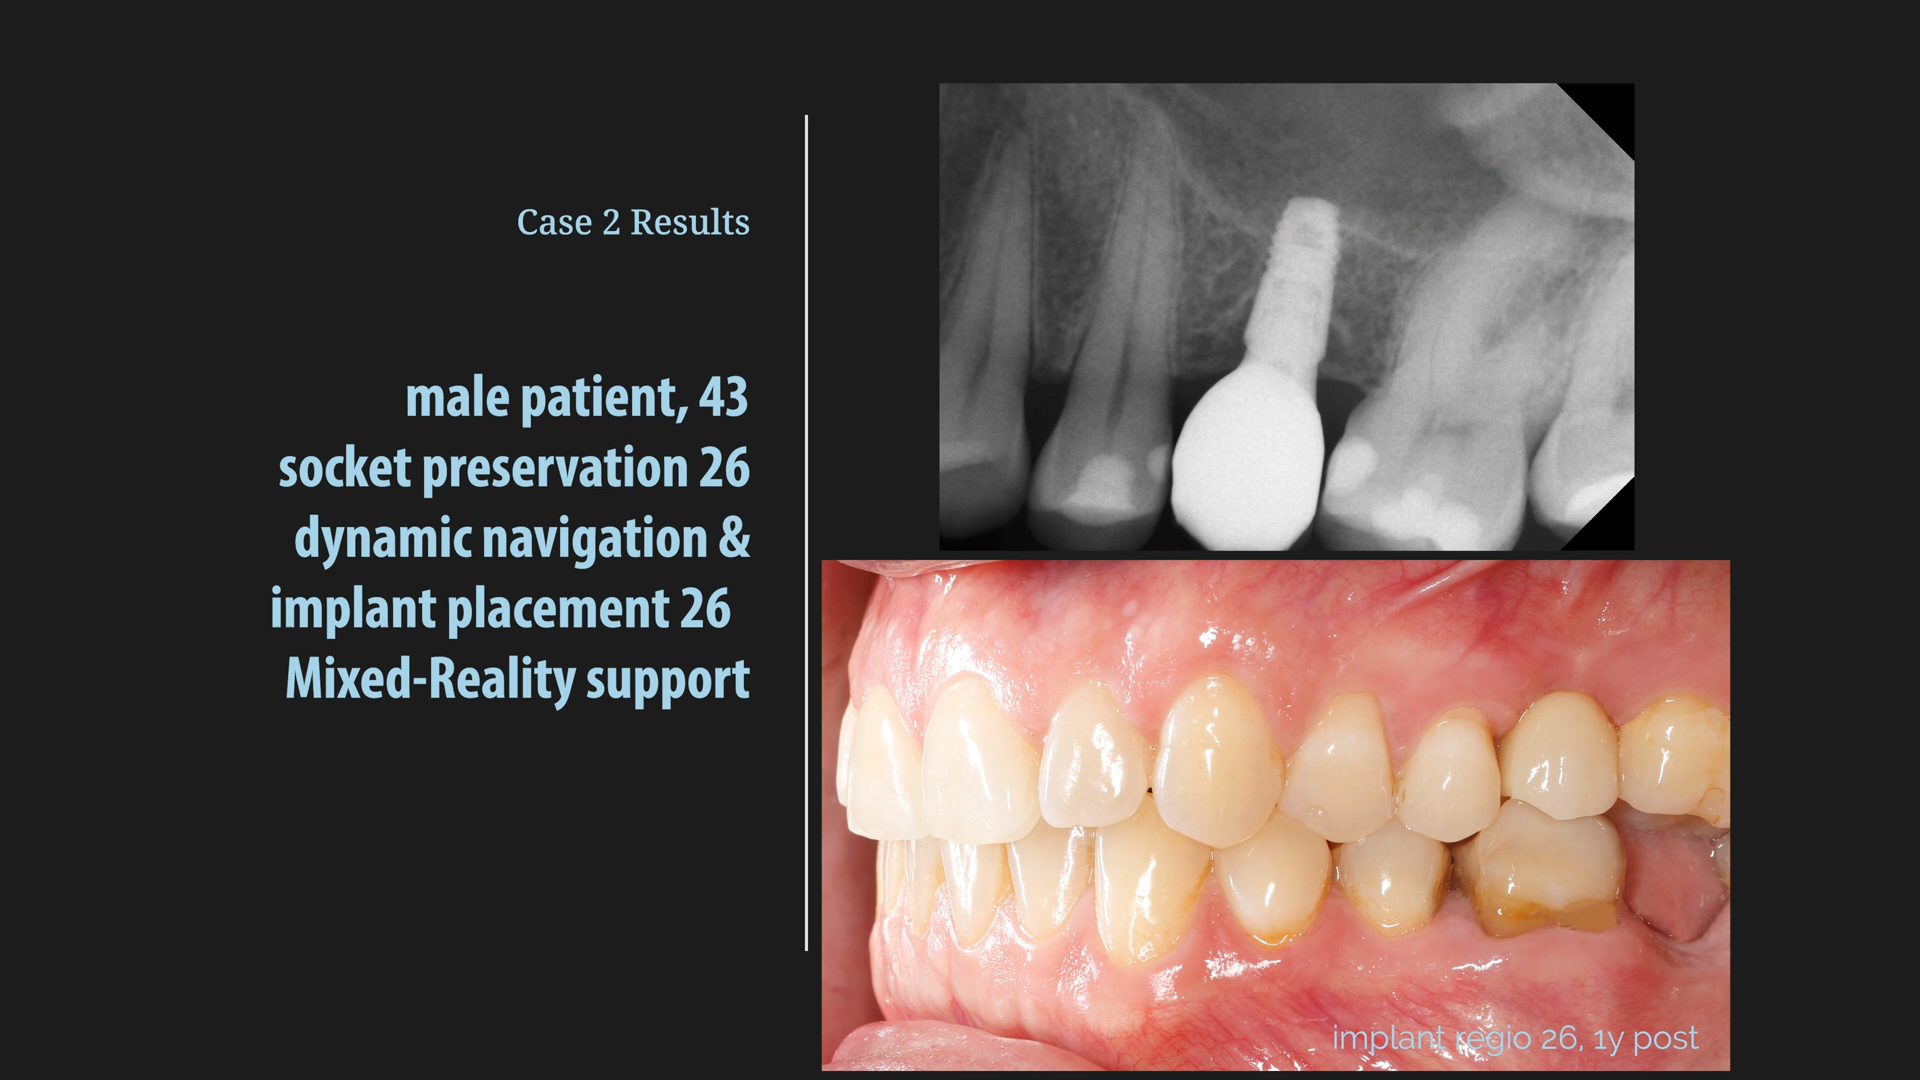 Case 2 Results
male patient, 43
socket preservation 26
dynamic navigation &
implant placement 26
Mixed-Reality support
implant regio 26, 1y post